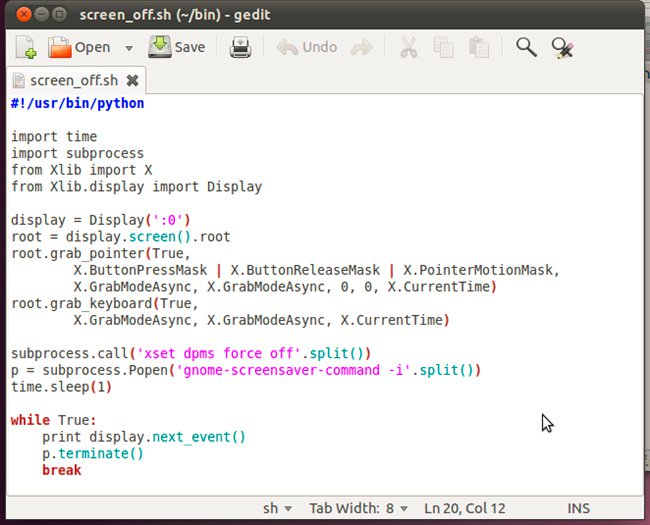 screen_off.sh (~/bin) - gedit
Open Save Undo
screen_off.sh
#!/usr/bin/python

import time
import subprocess
from Xlib import X
from Xlib.display import Display

display = Display(':0')
root = display.screen().root
root.grab_pointer(True,
        X.ButtonPressMask | X.ButtonReleaseMask | X.PointerMotionMask,
        X.GrabModeAsync, X.GrabModeAsync, 0, 0, X.CurrentTime)
root.grab_keyboard(True,
        X.GrabModeAsync, X.GrabModeAsync, X.CurrentTime)

subprocess.call('xset dpms force off'.split())
p = subprocess.Popen('gnome-screensaver-command -i'.split())
time.sleep(1)

while True:
    print display.next_event()
    p.terminate()
    break
sh Tab Width: 8 Ln 20, Col 12 INS